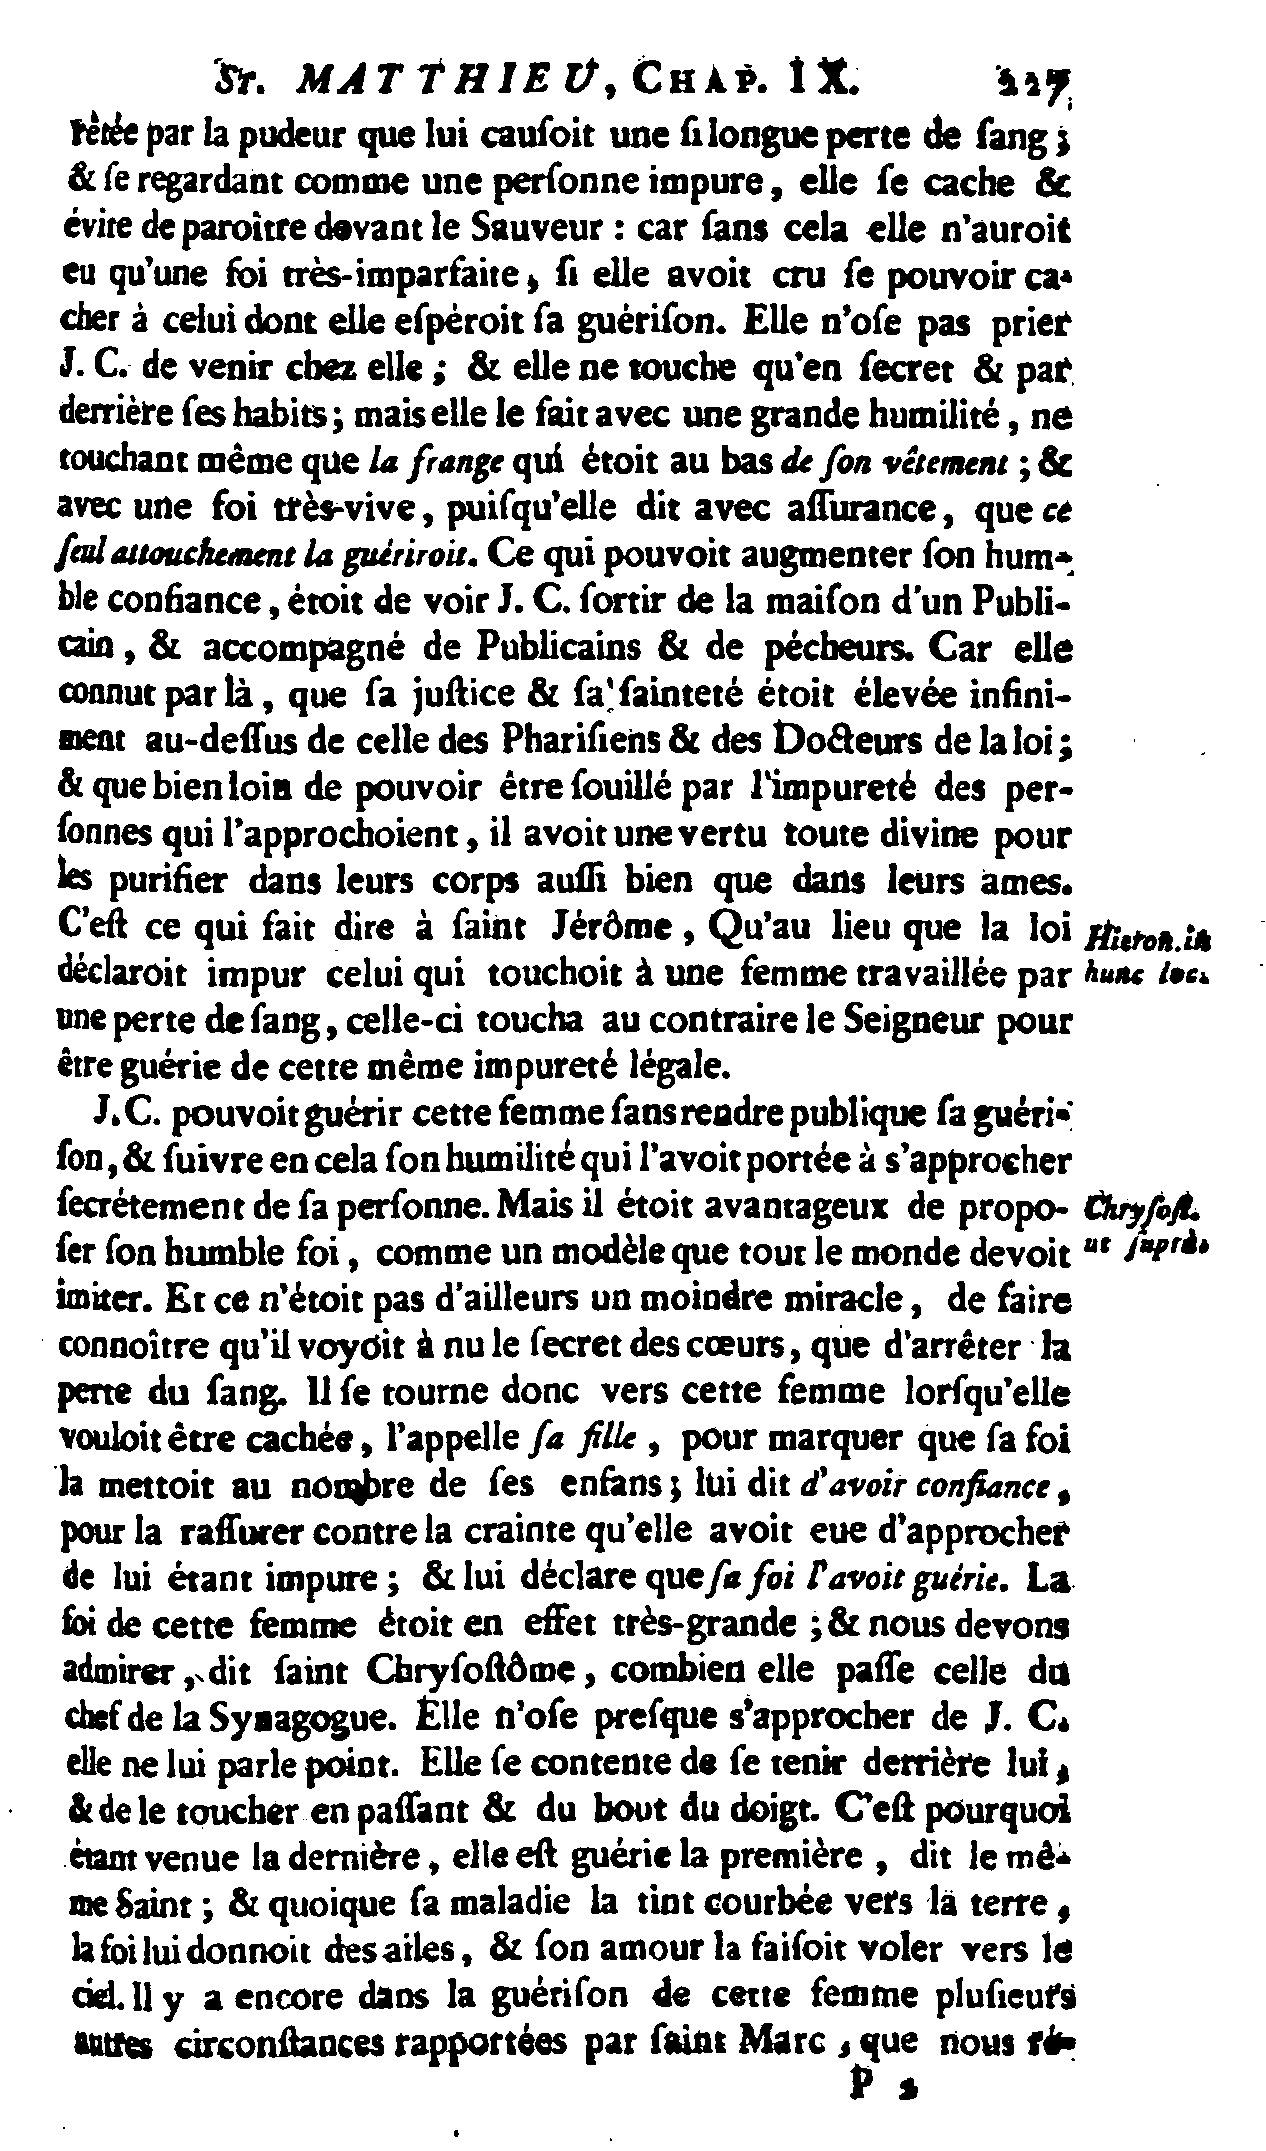 St. MATTHIEU, CHAP. IX. 227
rêtée par la pudeur que lui cauſoit une ſi longue perte de ſang ;
& ſe regardant comme une perſonne impure, elle ſe cache &
évite de paroître devant le Sauveur : car ſans cela elle n'auroit
eu qu'une foi très-imparfaite, ſi elle avoit cru ſe pouvoir ca-
cher à celui dont elle eſpéroit ſa guériſon. Elle n'oſe pas prier
J. C. de venir chez elle ; & elle ne touche qu'en ſecret & par
derrière ſes habits ; mais elle le fait avec une grande humilité, ne
touchant même que la frange qui étoit au bas de ſon vêtement ; &
avec une foi très-vive, puiſqu'elle dit avec aſſurance, que ce
ſeul attouchement la guériroit. Ce qui pouvoit augmenter ſon hum-
ble confiance, étoit de voir J. C. ſortir de la maiſon d'un Publi-
cain, & accompagné de Publicains & de pécheurs. Car elle
connut par là, que ſa juſtice & ſa ſainteté étoit élevée infini-
ment au-deſſus de celle des Phariſiens & des Docteurs de la loi ;
& que bien loin de pouvoir être ſouillé par l'impureté des per-
ſonnes qui l'approchoient, il avoit une vertu toute divine pour
les purifier dans leurs corps auſſi bien que dans leurs ames.
C'eſt ce qui fait dire à ſaint Jérôme, Qu'au lieu que la loi
Hieron. in
déclaroit impur celui qui touchoit à une femme travaillée par
hunc loc.
une perte de ſang, celle-ci toucha au contraire le Seigneur pour
être guérie de cette même impureté légale.
J. C. pouvoit guérir cette femme ſans rendre publique ſa guéri-
ſon, & ſuivre en cela ſon humilité qui l'avoit portée à s'approcher
ſecrétement de ſa perſonne. Mais il étoit avantageux de propo-
Chryſoſt.
ſer ſon humble foi, comme un modèle que tout le monde devoit
ut ſuprà.
imiter. Et ce n'étoit pas d'ailleurs un moindre miracle, de faire
connoître qu'il voyoit à nu le ſecret des cœurs, que d'arrêter la
perte du ſang. Il ſe tourne donc vers cette femme lorſqu'elle
vouloit être cachée, l'appelle ſa fille, pour marquer que ſa foi
la mettoit au nombre de ſes enfans ; lui dit d'avoir confiance,
pour la raſſurer contre la crainte qu'elle avoit eue d'approcher
de lui étant impure ; & lui déclare que ſa foi l'avoit guérie. La
foi de cette femme étoit en effet très-grande ; & nous devons
admirer, dit ſaint Chryſoſtôme, combien elle paſſe celle du
chef de la Synagogue. Elle n'oſe preſque s'approcher de J. C.
elle ne lui parle point. Elle ſe contente de ſe tenir derrière lui,
& de le toucher en paſſant & du bout du doigt. C'eſt pourquoi
étant venue la dernière, elle eſt guérie la première, dit le mê-
me Saint ; & quoique ſa maladie la tint courbée vers la terre,
la foi lui donnoit des ailes, & ſon amour la faiſoit voler vers le
ciel. Il y a encore dans la guériſon de cette femme pluſieurs
autres circonſtances rapportées par ſaint Marc, que nous ré-
P 2